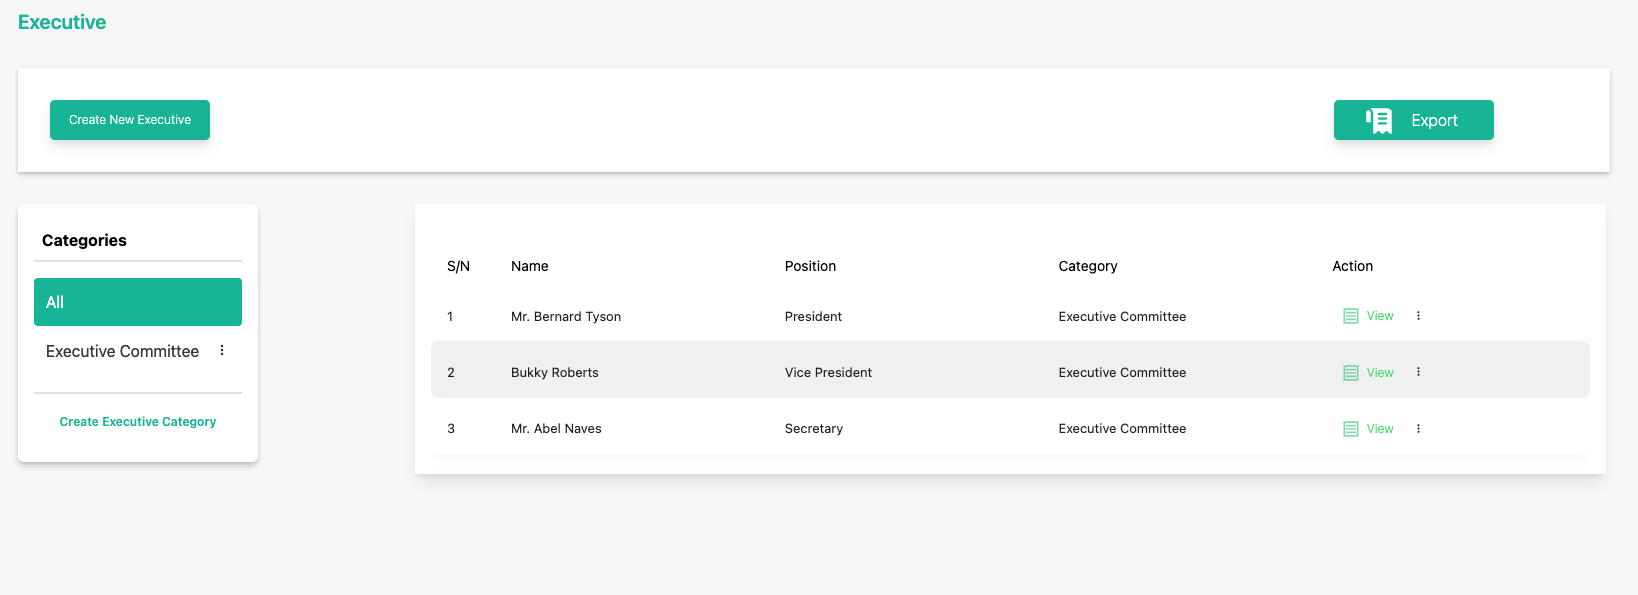 Executive
Create New Executive
Export
Categories
All
Executive Committee
Create Executive Category
S/N Name Position Category Action
1 Mr. Bernard Tyson President Executive Committee View
2 Bukky Roberts Vice President Executive Committee View
3 Mr. Abel Naves Secretary Executive Committee View